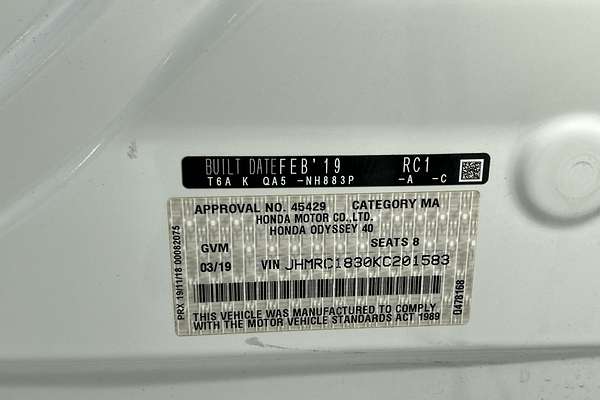 BUILT DATE FEB'19 RC1
T6A K QA5 -NH883P -A -C
APPROVAL NO. 45429 CATEGORY MA
HONDA MOTOR CO.,LTD.
HONDA ODYSSEY 40
GVM SEATS 8
03/19 VIN JHMRC1830KC201583
THIS VEHICLE WAS MANUFACTURED TO COMPLY
WITH THE MOTOR VEHICLE STANDARDS ACT 1989
PRX 19/11/18 00082075
D478168